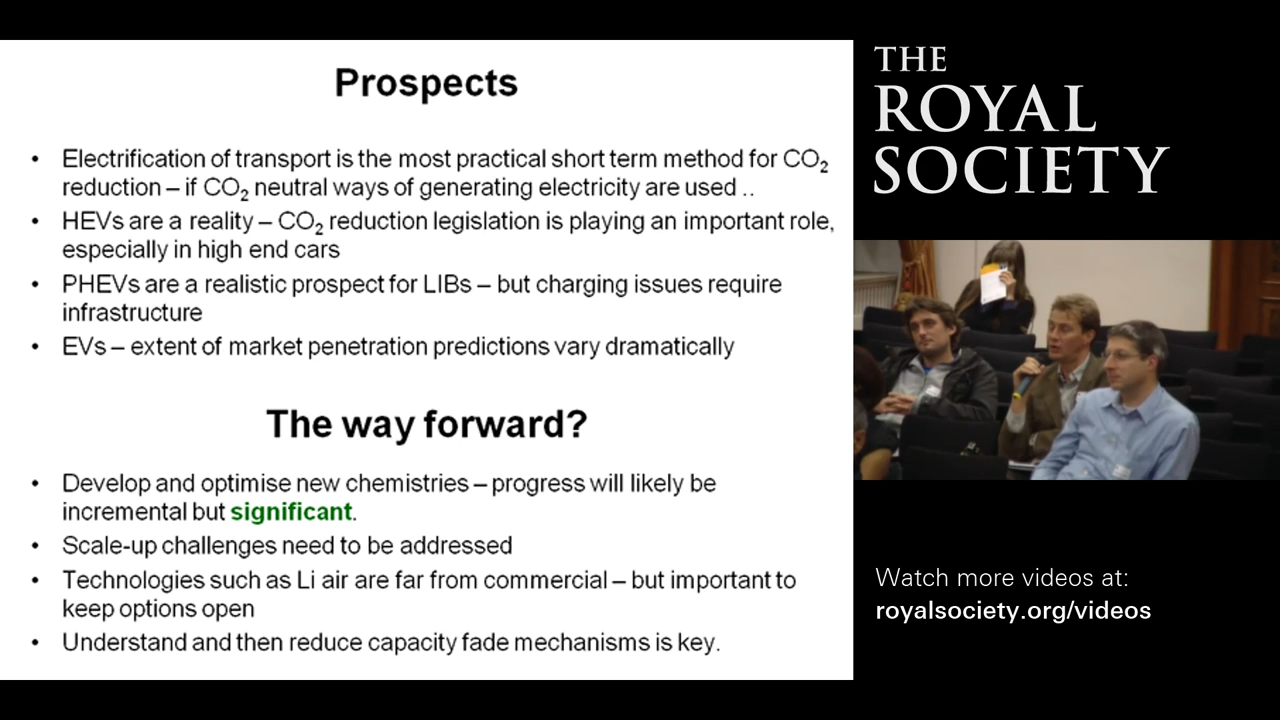 Prospects
• Electrification of transport is the most practical short term method for CO₂
reduction – if CO₂ neutral ways of generating electricity are used ..
• HEVs are a reality – CO₂ reduction legislation is playing an important role,
especially in high end cars
• PHEVs are a realistic prospect for LIBs – but charging issues require
infrastructure
• EVs – extent of market penetration predictions vary dramatically
The way forward?
• Develop and optimise new chemistries – progress will likely be
incremental but significant.
• Scale-up challenges need to be addressed
• Technologies such as Li air are far from commercial – but important to
keep options open
• Understand and then reduce capacity fade mechanisms is key.
THE
ROYAL
SOCIETY
Watch more videos at:
royalsociety.org/videos